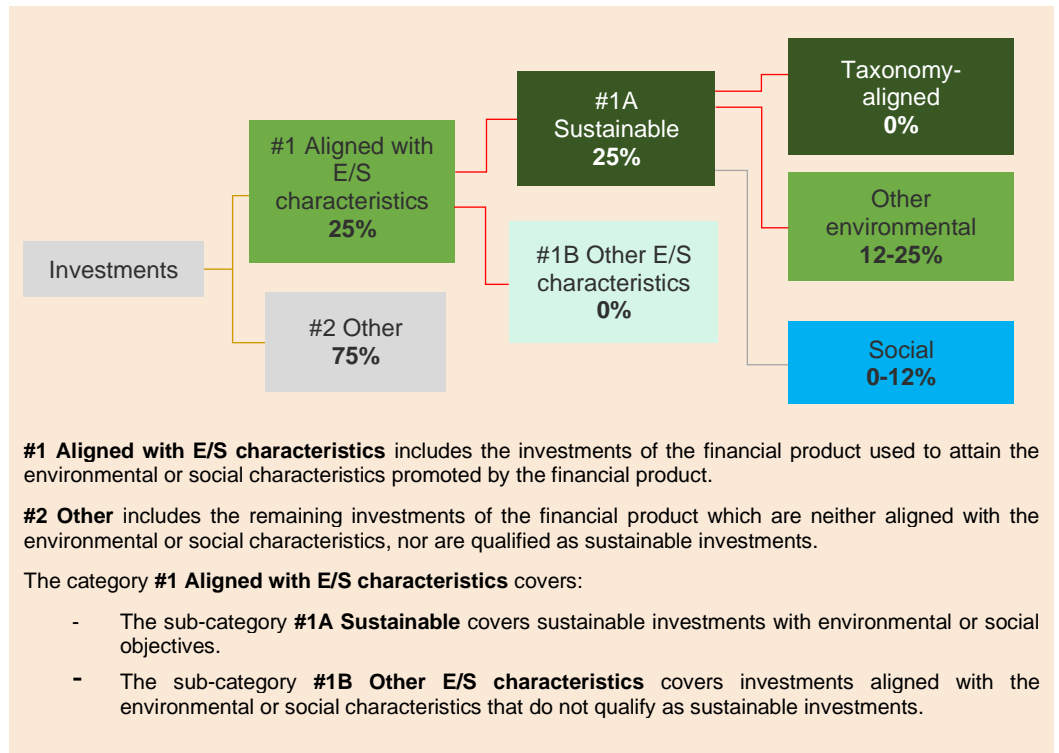 Taxonomy-
aligned
0%
#1A
Sustainable
25%
#1 Aligned with
E/S
characteristics
25%
Other
environmental
12-25%
#1B Other E/S
characteristics
0%
Investments
#2 Other
75%
Social
0-12%
#1 Aligned with E/S characteristics includes the investments of the financial product used to attain the
environmental or social characteristics promoted by the financial product.
#2 Other includes the remaining investments of the financial product which are neither aligned with the
environmental or social characteristics, nor are qualified as sustainable investments.
The category #1 Aligned with E/S characteristics covers:
- The sub-category #1A Sustainable covers sustainable investments with environmental or social
objectives.
- The sub-category #1B Other E/S characteristics covers investments aligned with the
environmental or social characteristics that do not qualify as sustainable investments.